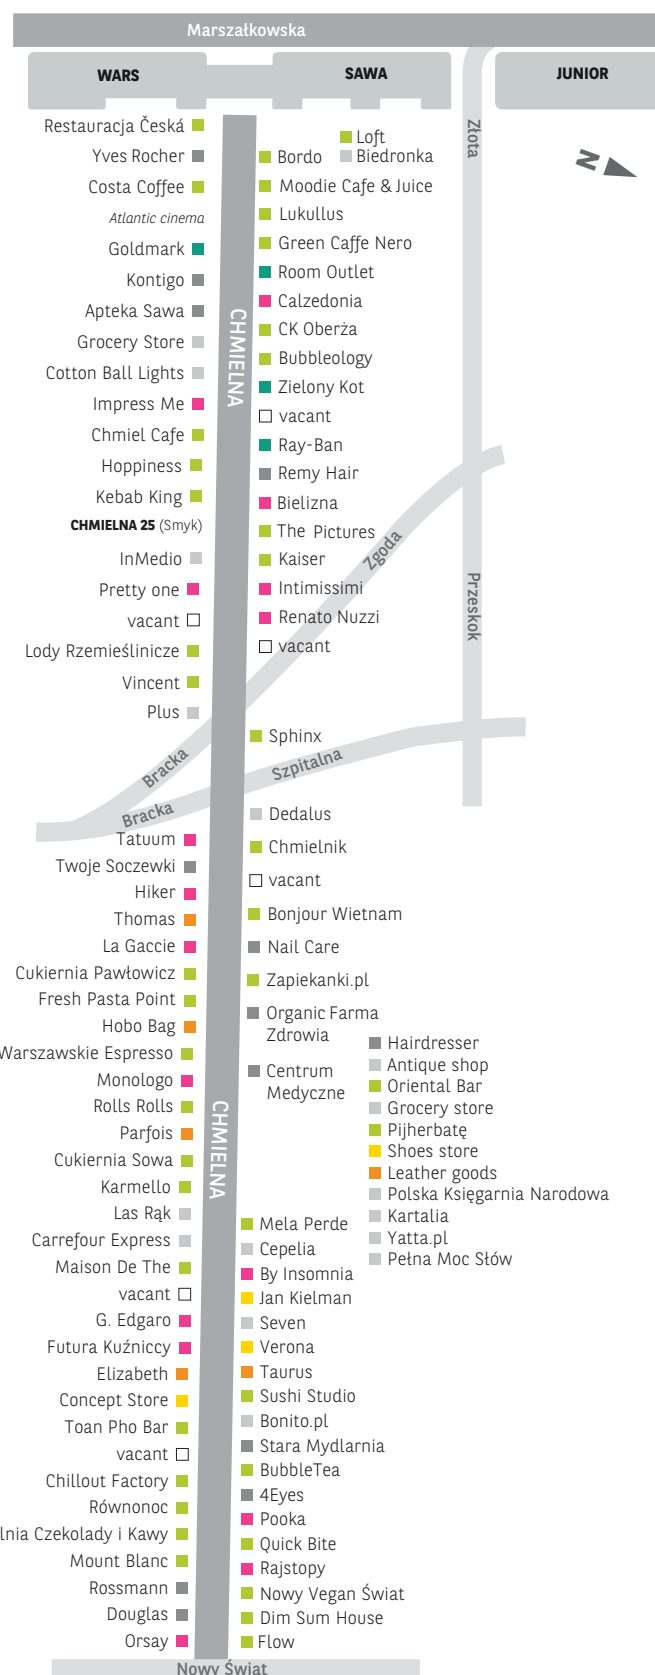 Marszałkowska
WARS
SAWA
JUNIOR
Złota
N
Restauracja Česká
Yves Rocher
Costa Coffee
Atlantic cinema
Goldmark
Kontigo
Apteka Sawa
Grocery Store
Cotton Ball Lights
Impress Me
Chmiel Cafe
Hoppiness
Kebab King
CHMIELNA 25 (Smyk)
InMedio
Pretty one
vacant
Lody Rzemieślinicze
Vincent
Plus
CHMIELNA
Loft
Bordo
Biedronka
Moodie Cafe & Juice
Lukullus
Green Caffe Nero
Room Outlet
Calzedonia
CK Oberża
Bubbleology
Zielony Kot
vacant
Ray-Ban
Remy Hair
Bielizna
The Pictures
Kaiser
Intimissimi
Renato Nuzzi
vacant
Zgoda
Przeskok
Sphinx
Bracka
Szpitalna
Bracka
Tatuum
Twoje Soczewki
Hiker
Thomas
La Gaccie
Cukiernia Pawłowicz
Fresh Pasta Point
Hobo Bag
Warszawskie Espresso
Monologo
Rolls Rolls
Parfois
Cukiernia Sowa
Karmello
Las Rąk
Carrefour Express
Maison De The
vacant
G. Edgaro
Futura Kuźniccy
Elizabeth
Concept Store
Toan Pho Bar
vacant
Chillout Factory
Równonoc
lnia Czekolady i Kawy
Mount Blanc
Rossmann
Douglas
Orsay
CHMIELNA
Dedalus
Chmielnik
vacant
Bonjour Wietnam
Nail Care
Zapiekanki.pl
Organic Farma
Zdrowia
Centrum
Medyczne
Hairdresser
Antique shop
Oriental Bar
Grocery store
Pijherbatę
Shoes store
Leather goods
Polska Księgarnia Narodowa
Kartalia
Yatta.pl
Pełna Moc Słów
Mela Perde
Cepelia
By Insomnia
Jan Kielman
Seven
Verona
Taurus
Sushi Studio
Bonito.pl
Stara Mydlarnia
BubbleTea
4Eyes
Pooka
Quick Bite
Rajstopy
Nowy Vegan Świat
Dim Sum House
Flow
Nowy Świat